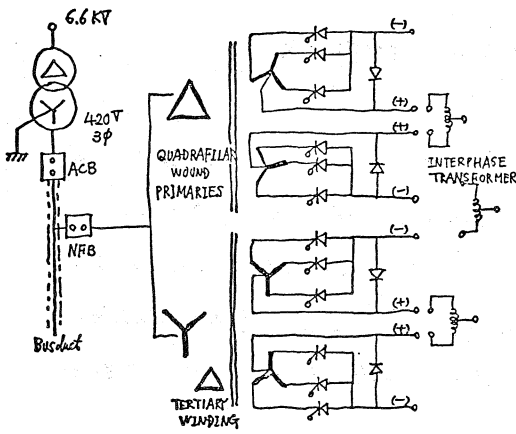 6.6 KV
420V
3φ
ACB
NFB
Busduct
QUADRAFILAR
WOUND
PRIMARIES
TERTIARY
WINDING
(-)
(+)
(+)
(-)
(-)
(+)
(+)
(-)
INTERPHASE
TRANSFORMER